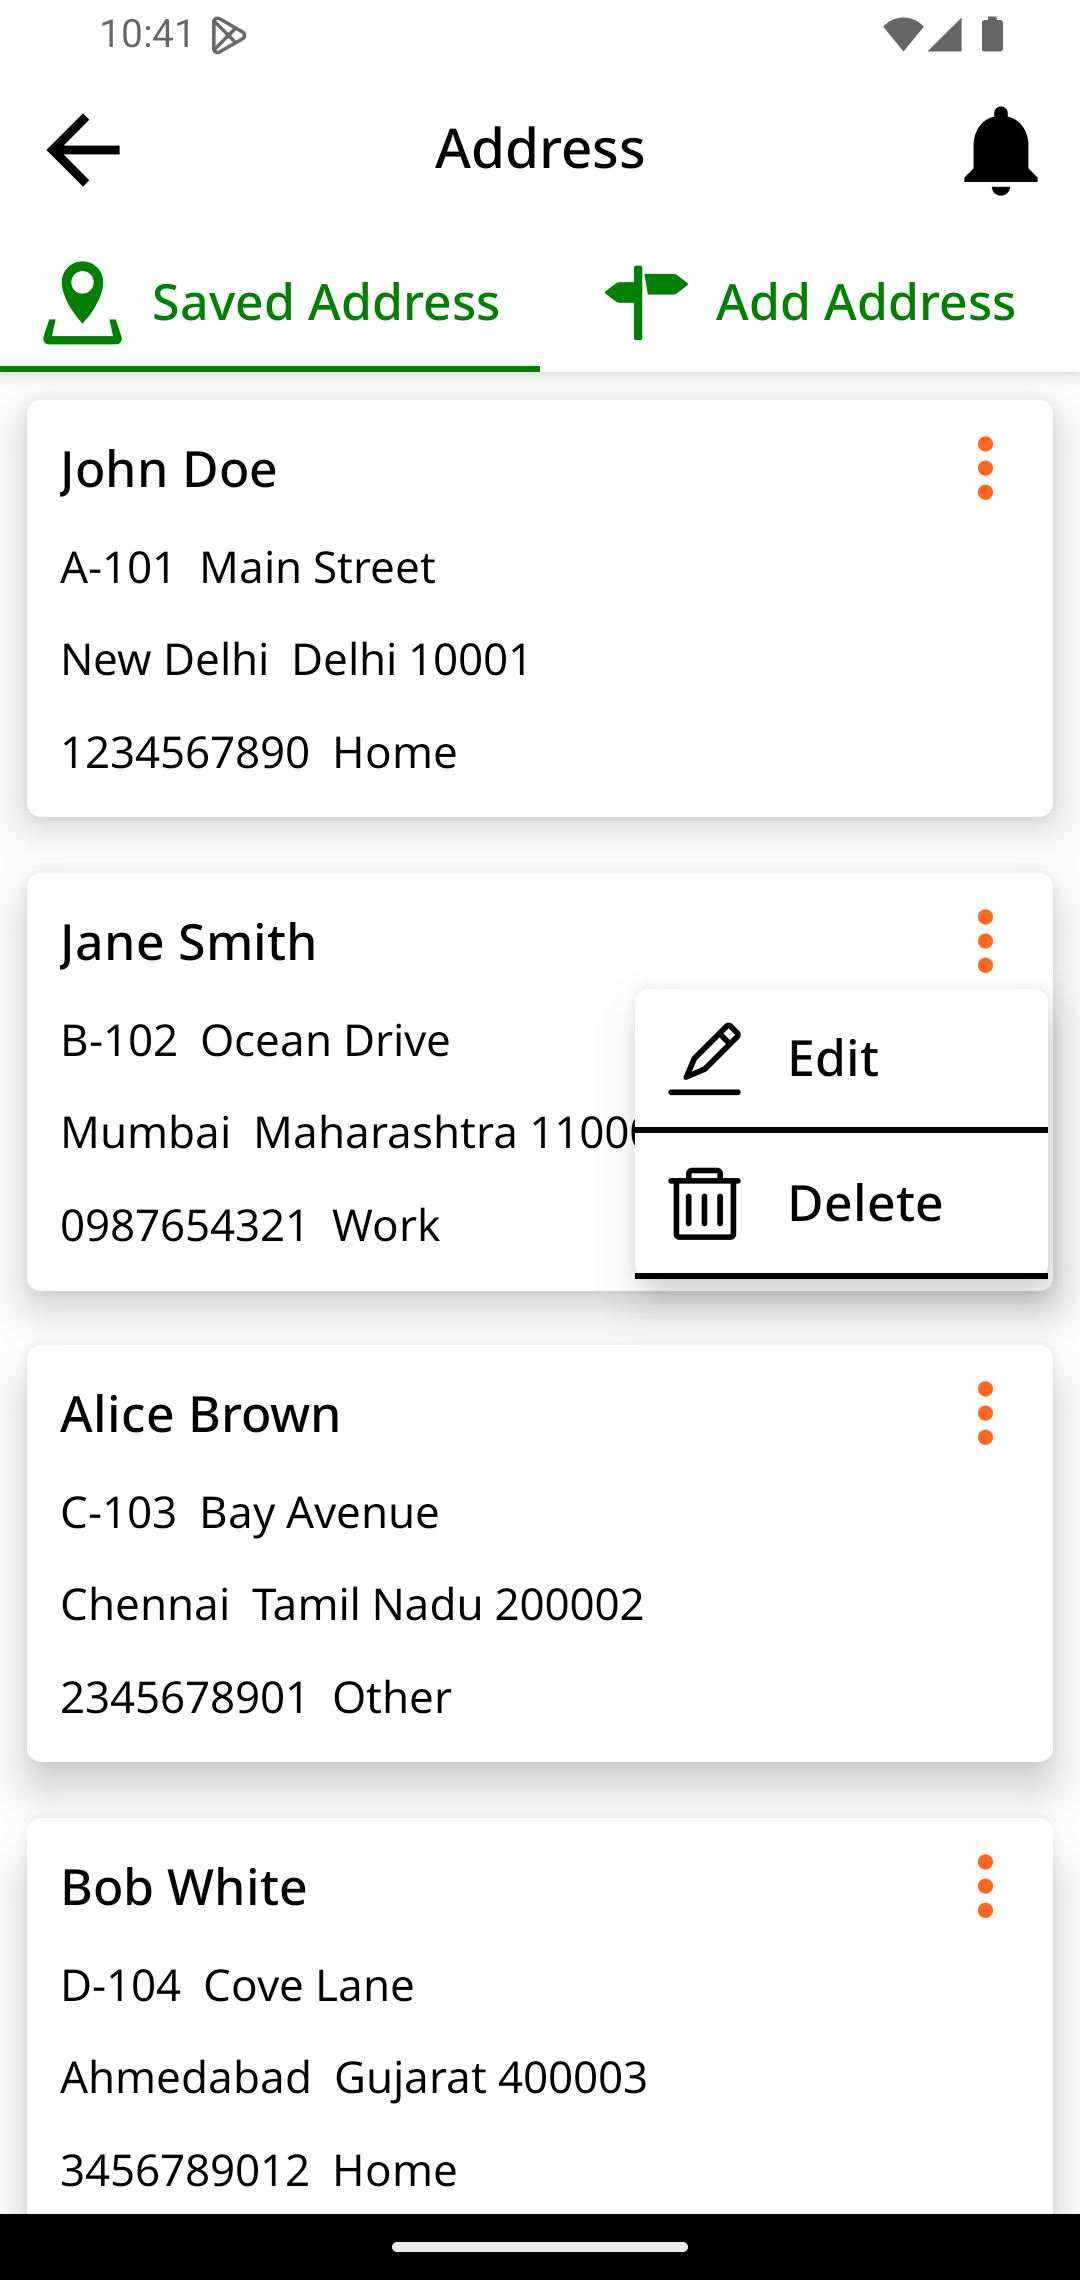 10:41
Address
Saved Address
Add Address
John Doe
A-101 Main Street
New Delhi Delhi 10001
1234567890 Home
Jane Smith
B-102 Ocean Drive
Mumbai Maharashtra
0987654321 Work
Edit
Delete
Alice Brown
C-103 Bay Avenue
Chennai Tamil Nadu 200002
2345678901 Other
Bob White
D-104 Cove Lane
Ahmedabad Gujarat 400003
3456789012 Home